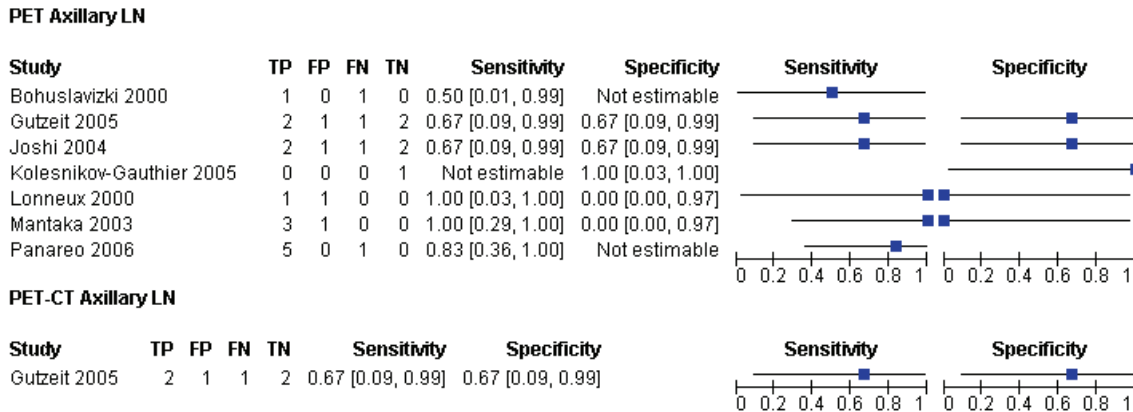 PET Axillary LN
Study TP FP FN TN Sensitivity Specificity Sensitivity Specificity
Bohuslavizki 2000 1 0 1 0 0.50 [0.01, 0.99] Not estimable
Gutzeit 2005 2 1 1 2 0.67 [0.09, 0.99] 0.67 [0.09, 0.99]
Joshi 2004 2 1 1 2 0.67 [0.09, 0.99] 0.67 [0.09, 0.99]
Kolesnikov-Gauthier 2005 0 0 0 1 Not estimable 1.00 [0.03, 1.00]
Lonneux 2000 1 1 0 0 1.00 [0.03, 1.00] 0.00 [0.00, 0.97]
Mantaka 2003 3 1 0 0 1.00 [0.29, 1.00] 0.00 [0.00, 0.97]
Panareo 2006 5 0 1 0 0.83 [0.36, 1.00] Not estimable
0 0.2 0.4 0.6 0.8 1 0 0.2 0.4 0.6 0.8 1
PET-CT Axillary LN
Study TP FP FN TN Sensitivity Specificity Sensitivity Specificity
Gutzeit 2005 2 1 1 2 0.67 [0.09, 0.99] 0.67 [0.09, 0.99]
0 0.2 0.4 0.6 0.8 1 0 0.2 0.4 0.6 0.8 1